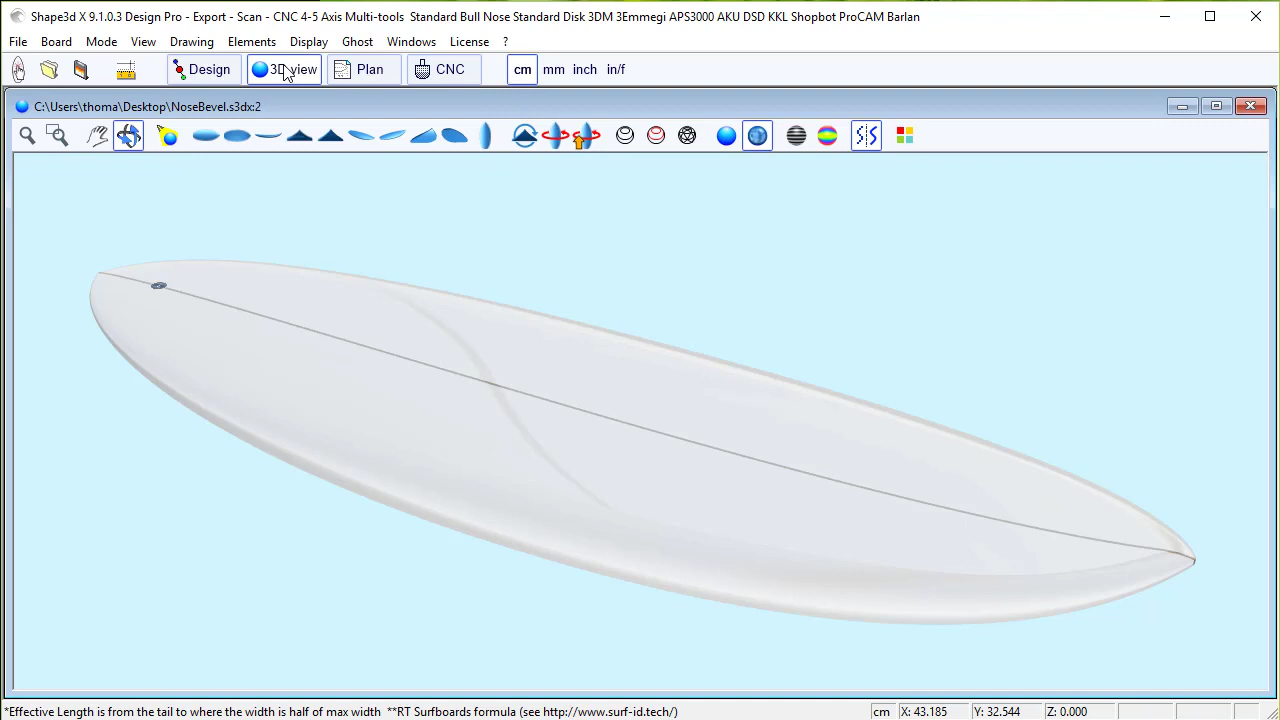 Shape3d X 9.1.0.3 Design Pro - Export - Scan - CNC 4-5 Axis Multi-tools  Standard Bull Nose Standard Disk 3DM 3Emmegi APS3000 AKU DSD KKL Shopbot ProCAM Barlan
File Board Mode View Drawing Elements Display Ghost Windows License ?
Design 3D view Plan CNC cm mm inch in/f
C:\Users\thoma\Desktop\NoseBevel.s3dx:2
*Effective Length is from the tail to where the width is half of max width  **RT Surfboards formula (see http://www.surf-id.tech/) cm X: 43.185 Y: 32.544 Z: 0.000